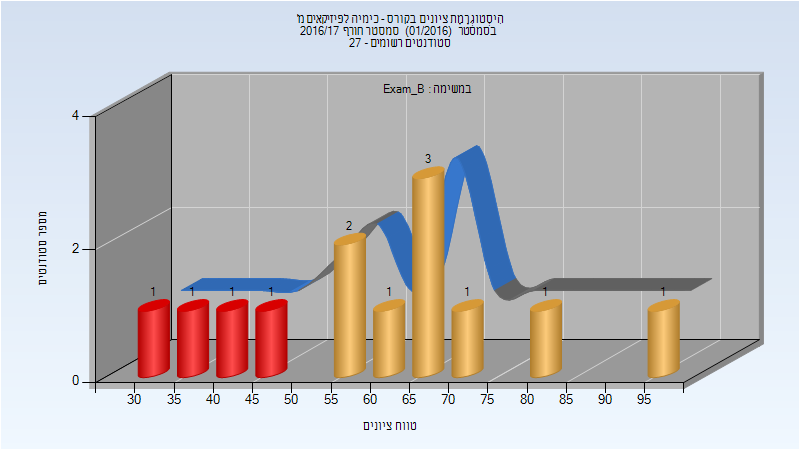 היסטוגרמת ציונים בקורס - כימיה לפיזיקאים מ'
בסמסטר (01/2016) סמסטר חורף 2016/17
סטודנטים רשומים - 27
במשימה : Exam_B
מספר סטודנטים
4
2
0
1 1 1 1 2 1 3 1 1 1
30 35 40 45 50 55 60 65 70 75 80 85 90 95
טווח ציונים